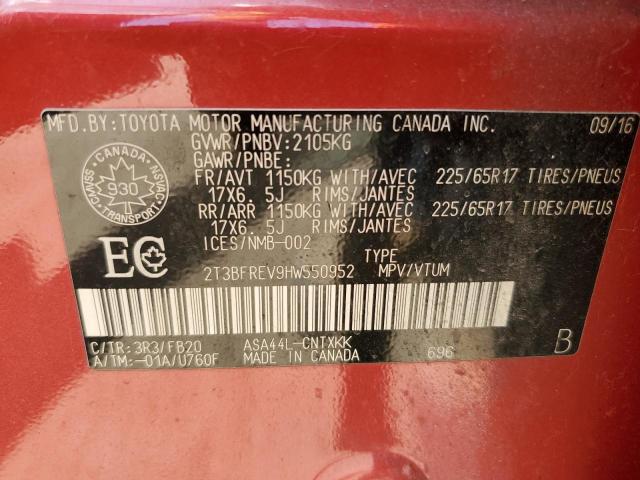 MFD.BY:TOYOTA MOTOR MANUFACTURING CANADA INC. 09/16
GVWR/PNBV:2105KG
GAWR/PNBE:
FR/AVT 1150KG WITH/AVEC 225/65R17 TIRES/PNEUS
17X6.5J RIMS/JANTES
RR/ARR 1150KG WITH/AVEC 225/65R17 TIRES/PNEUS
17X6.5J RIMS/JANTES
ICES/NMB-002
CANADA
CMVSS 930 NSVAC
TRANSPORT
EC
TYPE
2T3BFREV9HW550952 MPV/VTUM
C/TR:3R3/FB20 ASA44L-CNTXKK 696 B
A/TM:-01A/U760F MADE IN CANADA